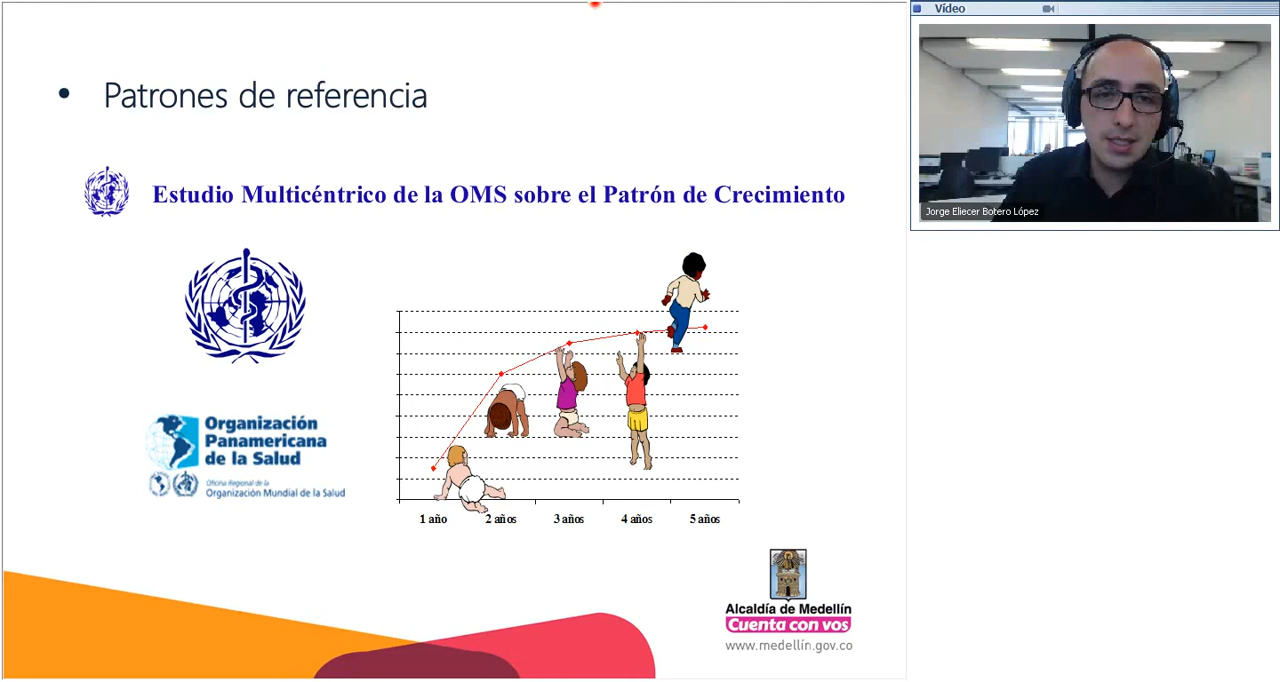 Patrones de referencia
Estudio Multicéntrico de la OMS sobre el Patrón de Crecimiento
Organización
Panamericana
de la Salud
Oficina Regional de la
Organización Mundial de la Salud
1 año 2 años 3 años 4 años 5 años
Alcaldía de Medellín
Cuenta con vos
www.medellín.gov.co
Vídeo
Jorge Eliecer Botero López